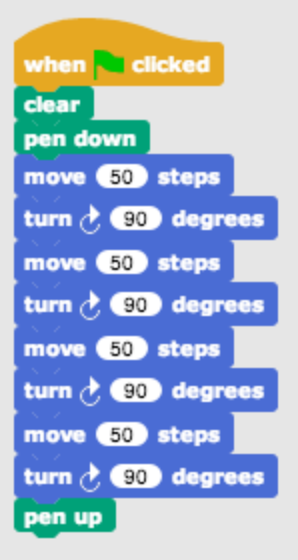 when clicked
clear
pen down
move 50 steps
turn 90 degrees
move 50 steps
turn 90 degrees
move 50 steps
turn 90 degrees
move 50 steps
turn 90 degrees
pen up